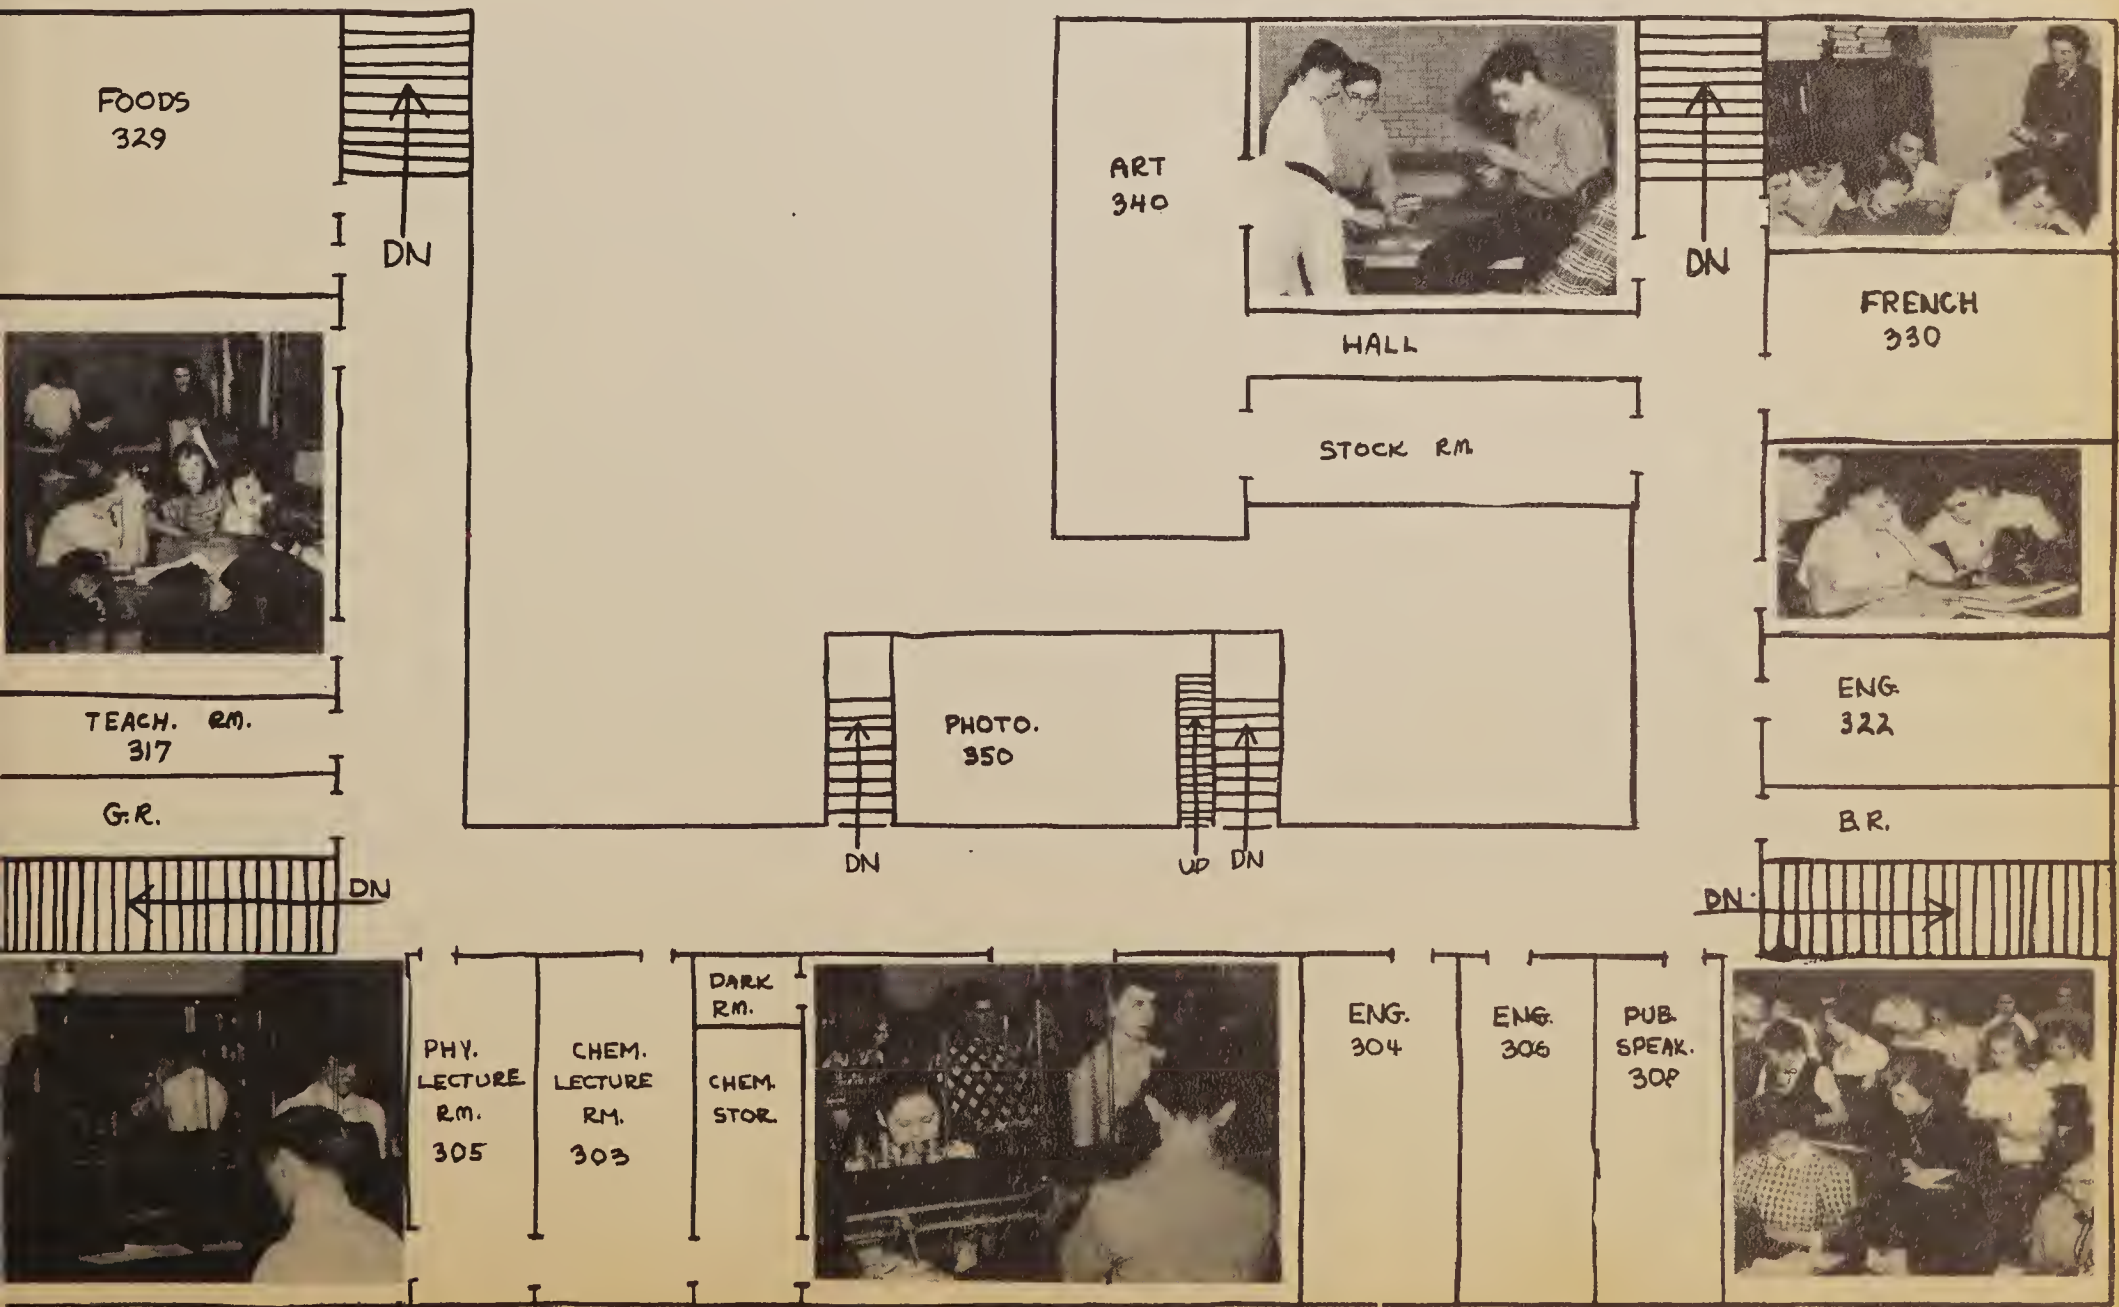 FOODS
329
DN
ART
340
DN
HALL
FRENCH
330
STOCK RM.
TEACH. RM.
317
G.R.
PHOTO.
350
ENG.
322
B.R.
DN
UP
DN
DN
DN
PHY.
LECTURE
RM.
305
CHEM.
LECTURE
RM.
303
DARK
RM.
CHEM.
STOR.
ENG.
304
ENG.
306
PUB.
SPEAK.
308